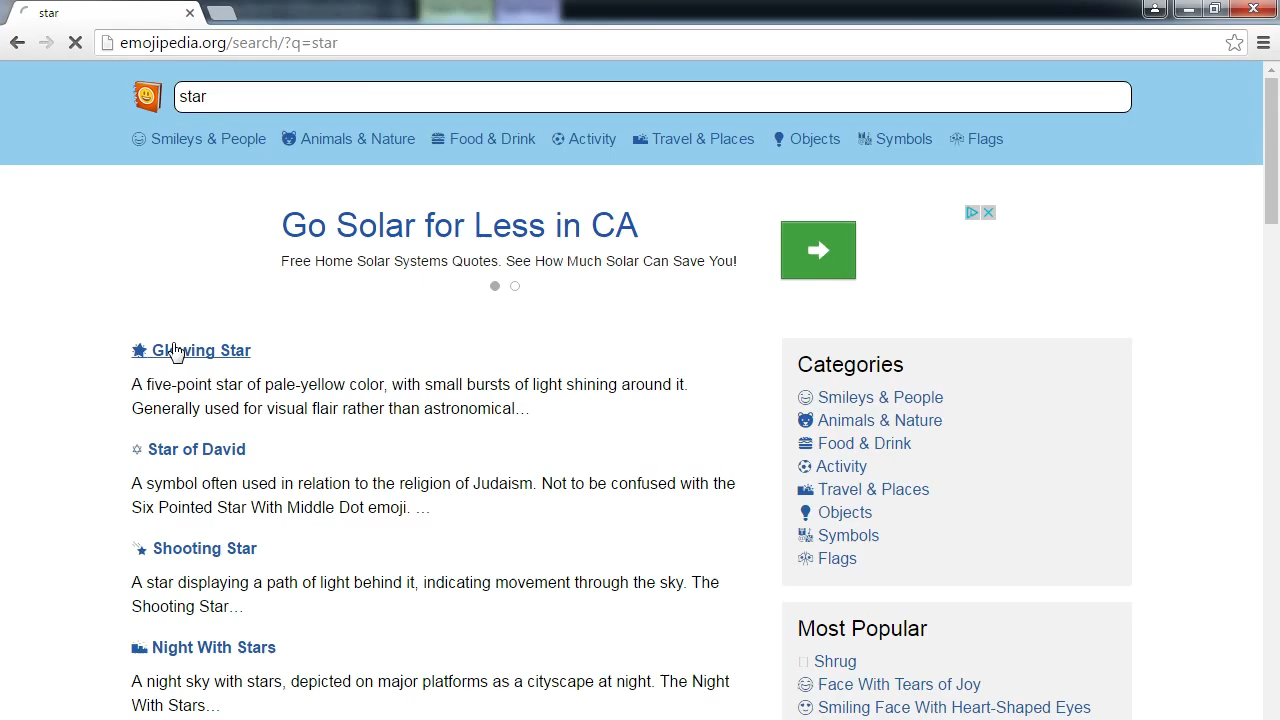 star
emojipedia.org/search/?q=star
star
Smileys & People Animals & Nature Food & Drink Activity Travel & Places Objects Symbols Flags
Go Solar for Less in CA
Free Home Solar Systems Quotes. See How Much Solar Can Save You!
Glowing Star
A five-point star of pale-yellow color, with small bursts of light shining around it.
Generally used for visual flair rather than astronomical…
Star of David
A symbol often used in relation to the religion of Judaism. Not to be confused with the
Six Pointed Star With Middle Dot emoji. …
Shooting Star
A star displaying a path of light behind it, indicating movement through the sky. The
Shooting Star…
Night With Stars
A night sky with stars, depicted on major platforms as a cityscape at night. The Night
With Stars…
Categories
Smileys & People
Animals & Nature
Food & Drink
Activity
Travel & Places
Objects
Symbols
Flags
Most Popular
Shrug
Face With Tears of Joy
Smiling Face With Heart-Shaped Eyes